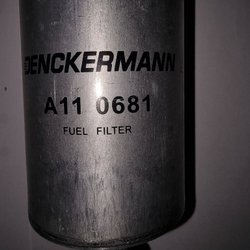 DENCKERMANN
A11 0681
FUEL FILTER